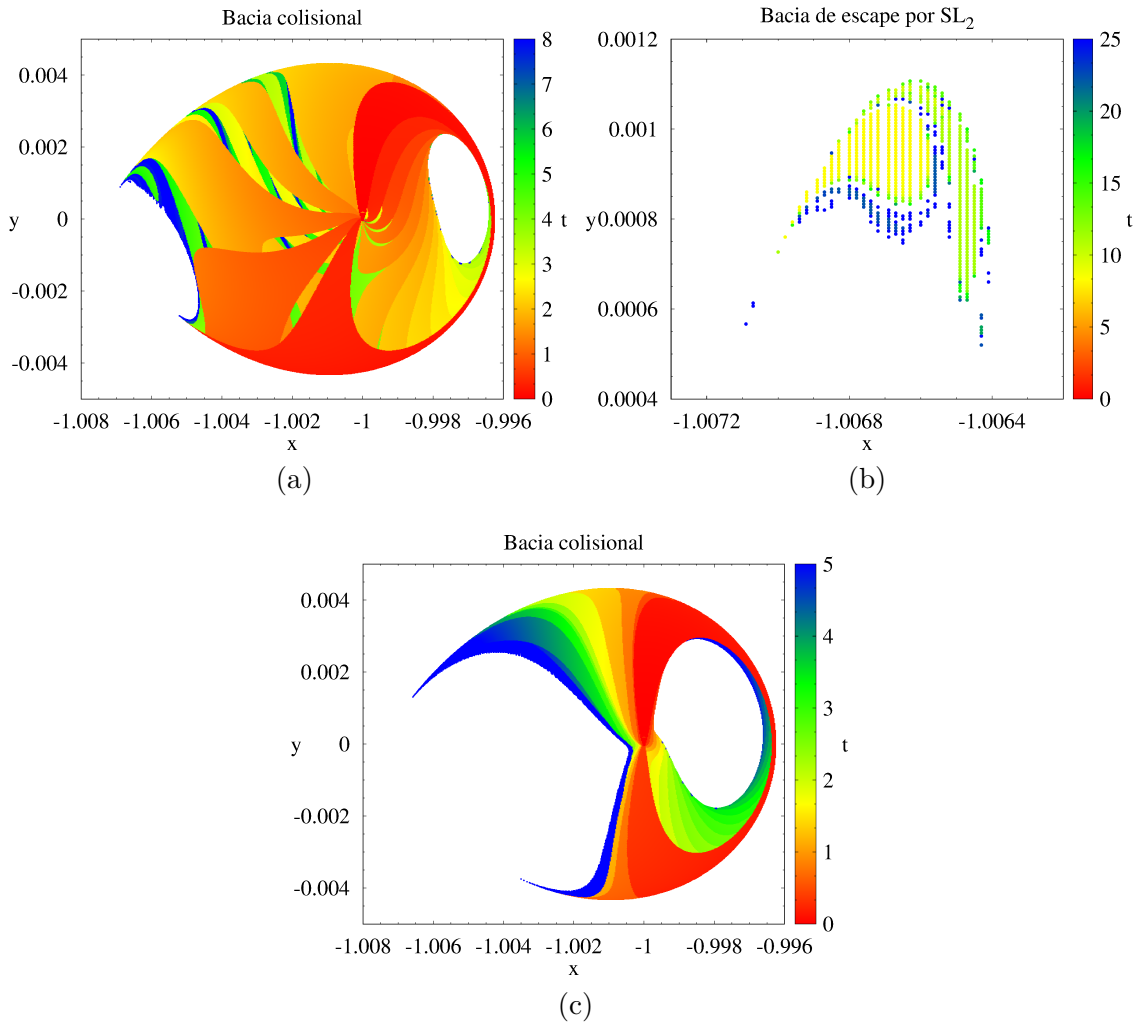 Bacia colisional
0.004
0.002
0
-0.002
-0.004
y
-1.008 -1.006 -1.004 -1.002 -1 -0.998 -0.996
x
8
7
6
5
4
3
2
1
0
t
(a)
Bacia de escape por SL2
0.0012
0.001
0.0008
0.0006
0.0004
y
-1.0072 -1.0068 -1.0064
x
25
20
15
10
5
0
t
(b)
Bacia colisional
0.004
0.002
0
-0.002
-0.004
y
-1.008 -1.006 -1.004 -1.002 -1 -0.998 -0.996
x
5
4
3
2
1
0
t
(c)